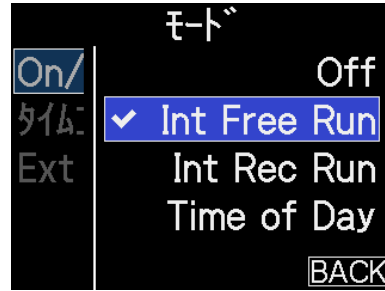 モード
On/
タイムコ
Ext
Off
✔ Int Free Run
Int Rec Run
Time of Day
BACK